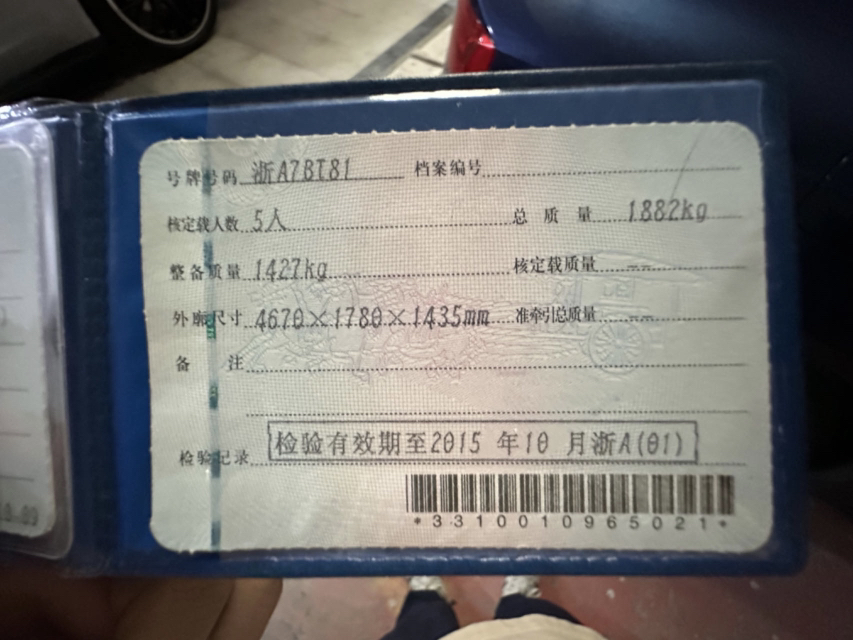 号牌号码 浙A7BT81 档案编号
核定载人数 5人 总质量 1882kg
整备质量 1427kg 核定载质量 --
外廓尺寸 4670×1780×1435mm 准牵引总质量 --
备注
检验记录 检验有效期至2015年10月浙A(01)
*3310010965021*